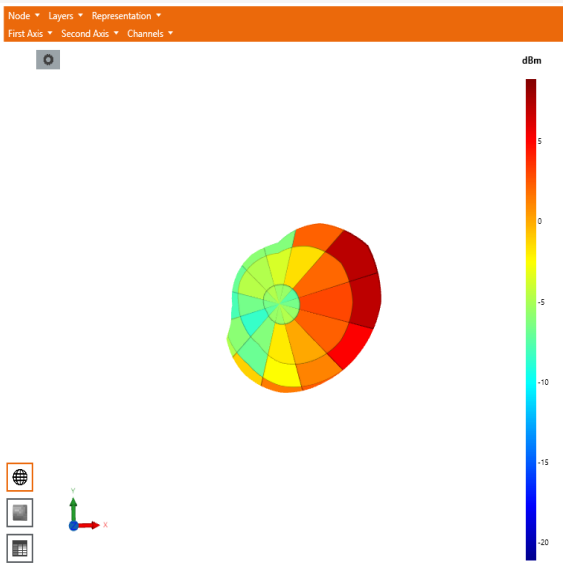 Node Layers Representation
First Axis Second Axis Channels
dBm
5
0
-5
-10
-15
-20
Y
X